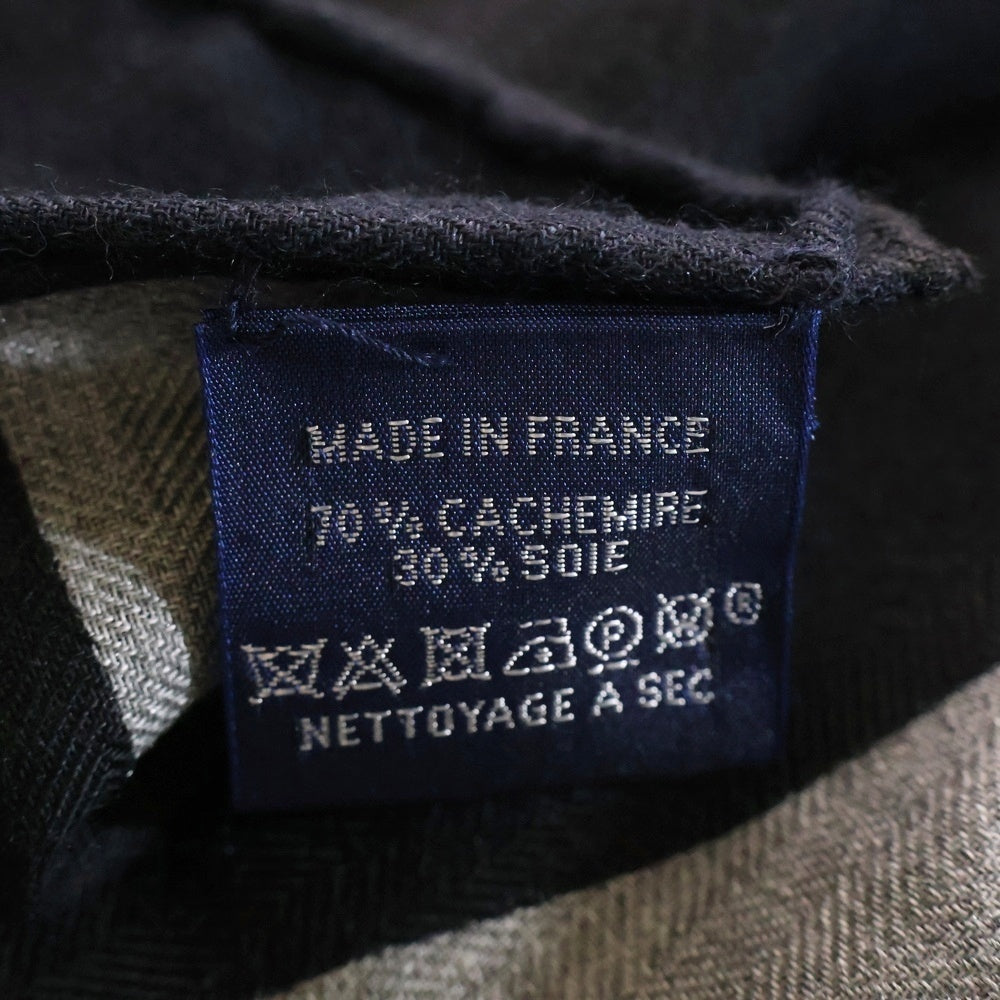 MADE IN FRANCE
70% CACHEMIRE
30% SOIE
P ®
NETTOYAGE A SEC